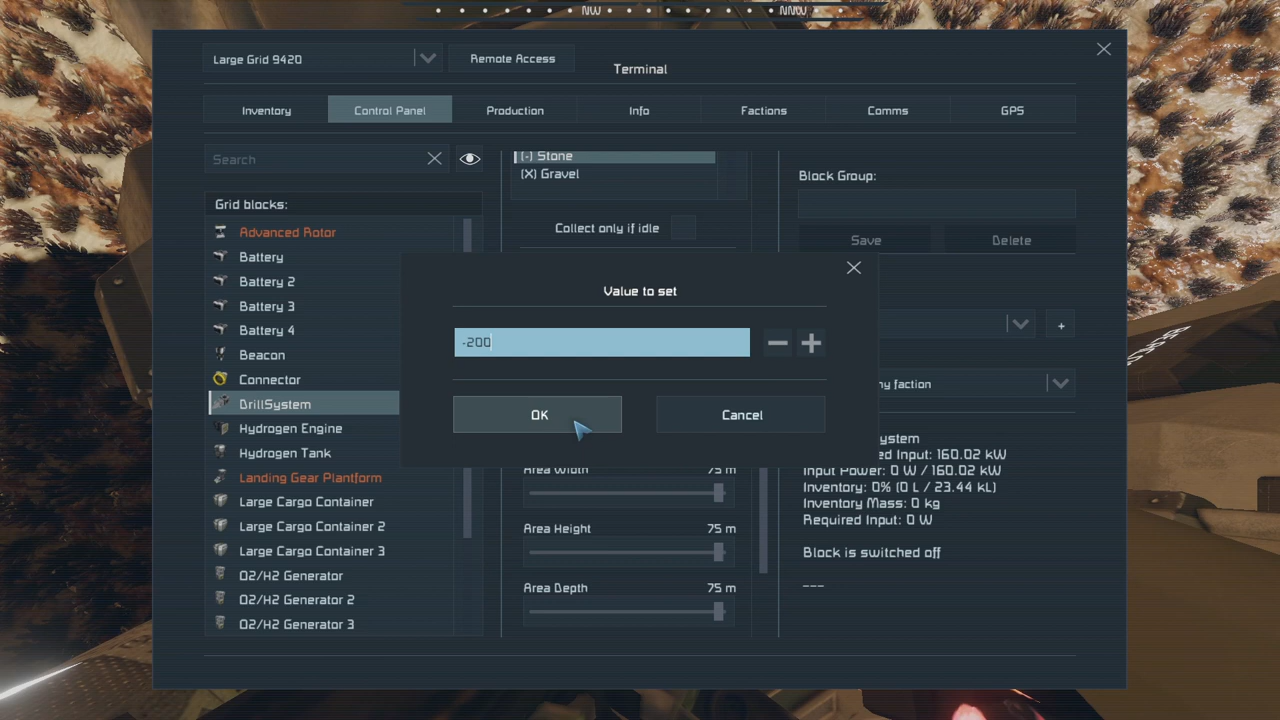 NW
NNW
Large Grid 9420
Remote Access
Terminal
Inventory
Control Panel
Production
Info
Factions
Comms
GPS
Search
Grid blocks:
Advanced Rotor
Battery
Battery 2
Battery 3
Battery 4
Beacon
Connector
DrillSystem
Hydrogen Engine
Hydrogen Tank
Landing Gear Plantform
Large Cargo Container
Large Cargo Container 2
Large Cargo Container 3
O2/H2 Generator
O2/H2 Generator 2
O2/H2 Generator 3
(-) Stone
(X) Gravel
Collect only if idle
Value to set
-200
OK
Cancel
Area Width 75 m
Area Height 75 m
Area Depth 75 m
Block Group:
Save
Delete
+
ny faction
ystem
ed Input: 160.02 kW
Input Power: 0 W / 160.02 kW
Inventory: 0% (0 L / 23.44 kL)
Inventory Mass: 0 kg
Required Input: 0 W
Block is switched off
---